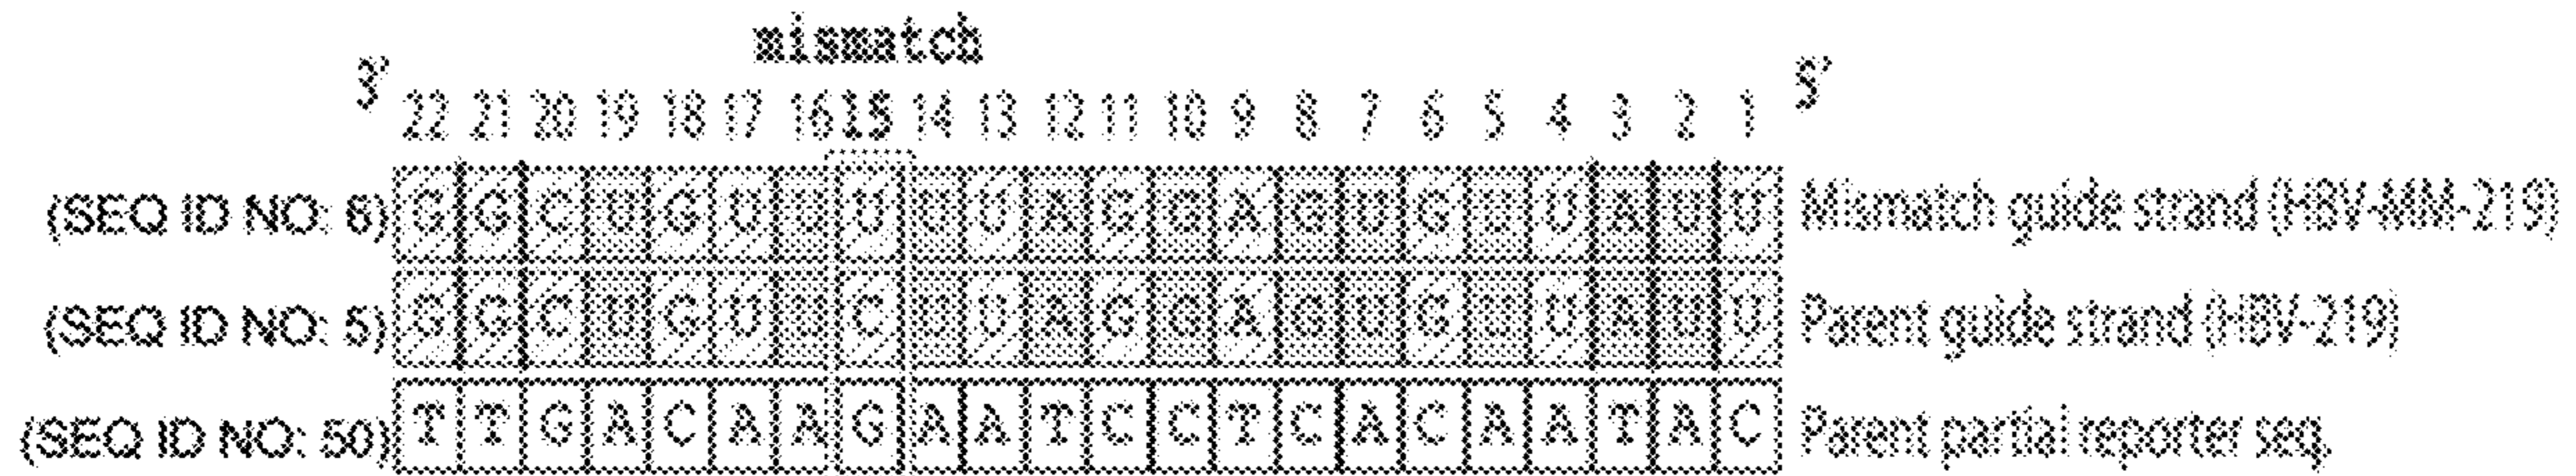 mismatch
3' 22 21 20 19 18 17 16 15 14 13 12 11 10 9 8 7 6 5 4 3 2 1 5'
(SEQ ID NO: 6) G G C U G U U U U U A G G A G U G U U A U U Mismatch guide strand (HBV-MM-219)
(SEQ ID NO: 5) G G C U G U U C U U A G G A G U G U U A U U Parent guide strand (HBV-219)
(SEQ ID NO: 50) T T G A C A A G A A T C C T C A C A A T A C Parent partial reporter seq.